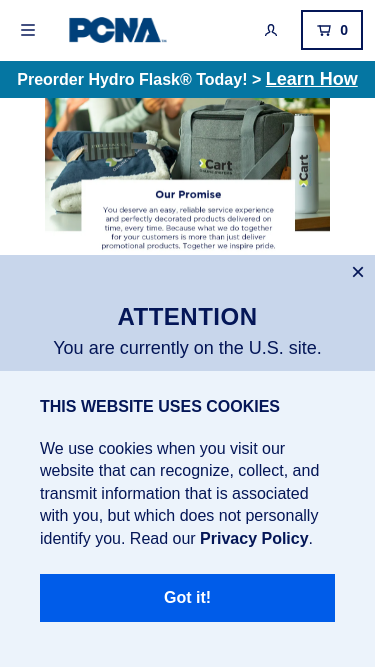 PCNA
0
Preorder Hydro Flask® Today! > Learn How
Cart
Cart
Our Promise
You deserve an easy, reliable service experience
and perfectly decorated products delivered on
time, every time. Because what we do together
for your customers is more than just deliver
promotional products. Together we inspire pride.
×
ATTENTION
You are currently on the U.S. site.
THIS WEBSITE USES COOKIES
We use cookies when you visit our
website that can recognize, collect, and
transmit information that is associated
with you, but which does not personally
identify you. Read our Privacy Policy.
Got it!